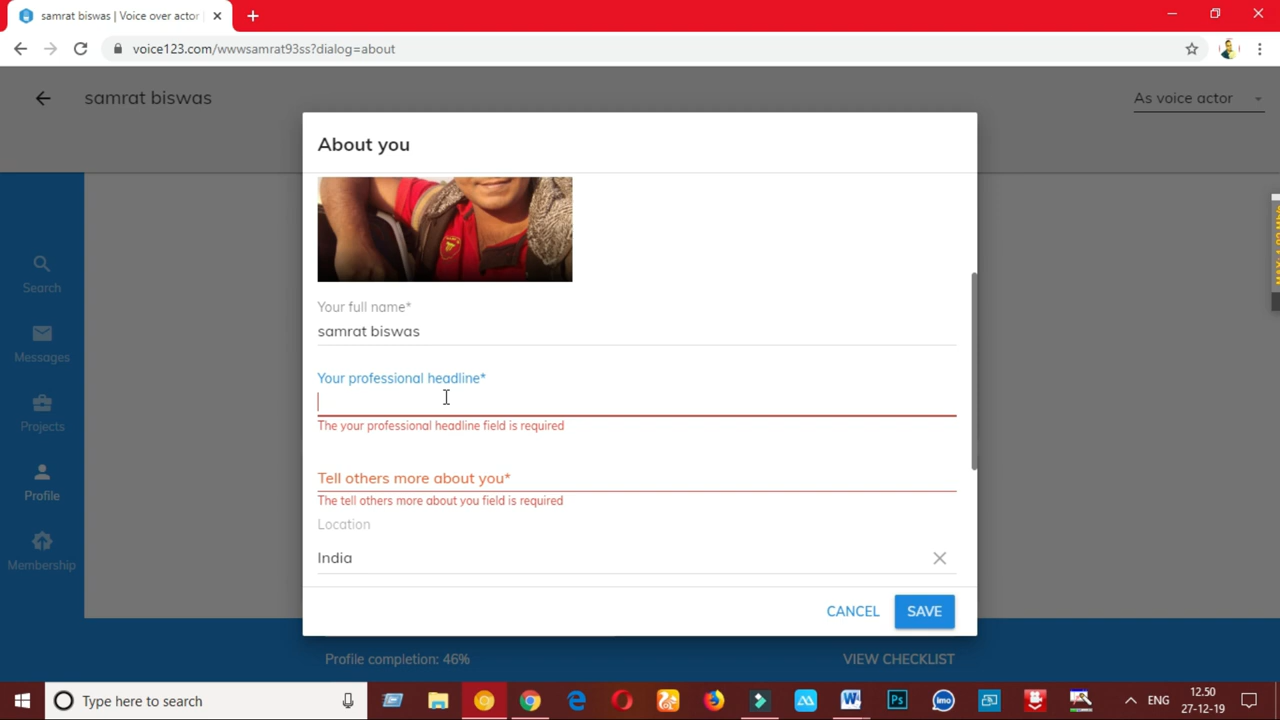 samrat biswas | Voice over actor
voice123.com/wwwsamrat93ss?dialog=about
samrat biswas
As voice actor
About you
Search
Messages
Projects
Profile
Membership
Your full name*
samrat biswas
Your professional headline*
The your professional headline field is required
Tell others more about you*
The tell others more about you field is required
Location
India
CANCEL
SAVE
Profile completion: 46%
VIEW CHECKLIST
Type here to search
W
Ps
imo
ENG
12.50
27-12-19